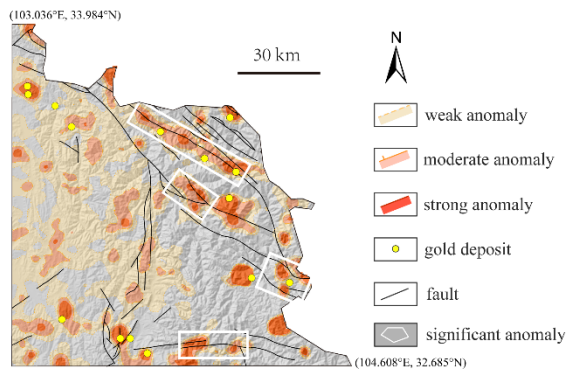 (103.036°E, 33.984°N)
N
30 km
weak anomaly
moderate anomaly
strong anomaly
gold deposit
fault
significant anomaly
(104.608°E, 32.685°N)